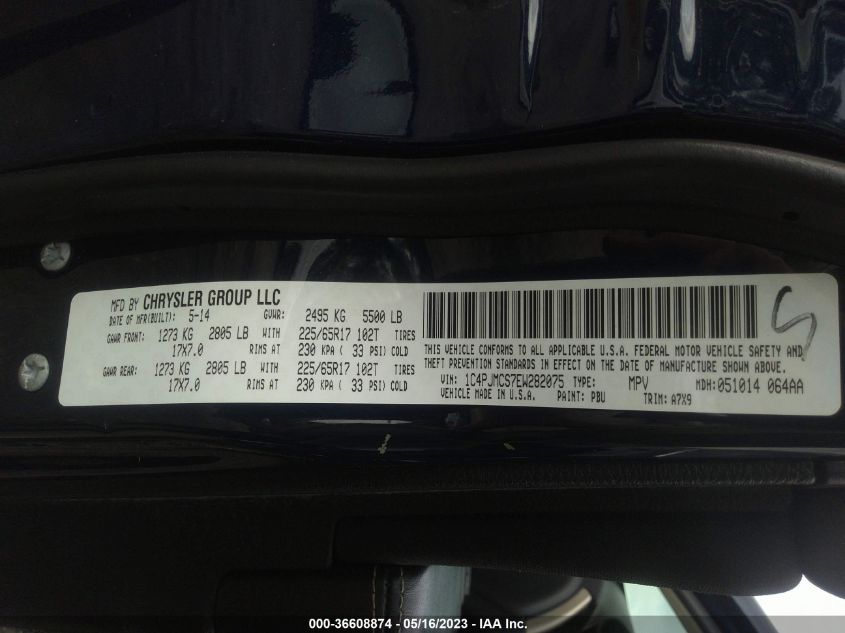 MFD BY CHRYSLER GROUP LLC
DATE OF MFR(BUILT): 5-14 GVWR: 2495 KG 5500 LB
GAWR FRONT: 1273 KG 2805 LB WITH 225/65R17 102T TIRES
17X7.0 RIMS AT 230 KPA ( 33 PSI) COLD
GAWR REAR: 1273 KG 2805 LB WITH 225/65R17 102T TIRES
17X7.0 RIMS AT 230 KPA ( 33 PSI) COLD
THIS VEHICLE CONFORMS TO ALL APPLICABLE U.S.A. FEDERAL MOTOR VEHICLE SAFETY AND
THEFT PREVENTION STANDARDS IN EFFECT ON THE DATE OF MANUFACTURE SHOWN ABOVE.
VIN: 1C4PJMCS7EW282075 TYPE: MPV MDH:051014 064AA
VEHICLE MADE IN U.S.A. PAINT: PBU TRIM: A7X9
000-36608874 - 05/16/2023 - IAA Inc.